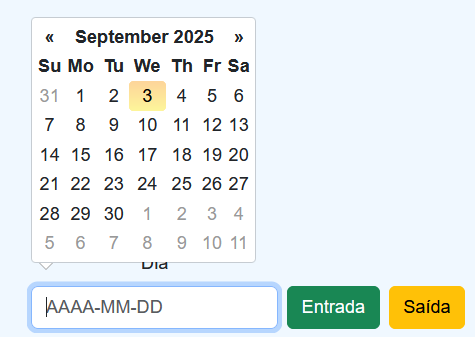 « September 2025 »
Su Mo Tu We Th Fr Sa
31 1 2 3 4 5 6
7 8 9 10 11 12 13
14 15 16 17 18 19 20
21 22 23 24 25 26 27
28 29 30 1 2 3 4
5 6 7 8 9 10 11
Dia
AAAA-MM-DD Entrada Saída